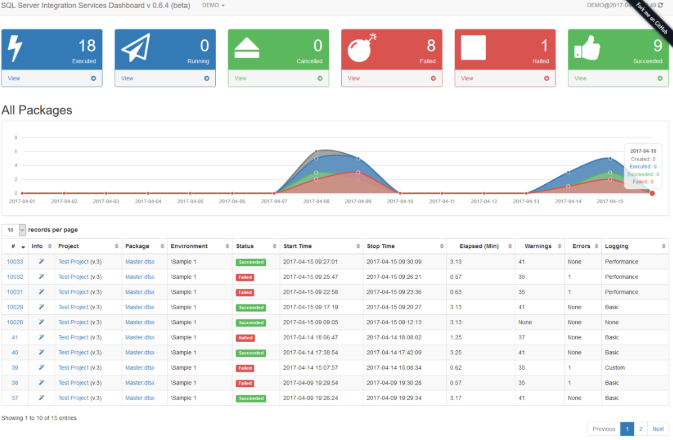 SQL Server Integration Services Dashboard v 0.6.4 (beta) DEMO
Fork me on GitHub
18 0 0 8 1 9
Executed Running Cancelled Failed Halted Succeeded
View View View View View View
All Packages
8
6
4
2
0
2017-04-01 2017-04-02 2017-04-03 2017-04-04 2017-04-05 2017-04-06 2017-04-07 2017-04-08 2017-04-09 2017-04-10 2017-04-11 2017-04-12 2017-04-13 2017-04-14 2017-04-15
Created: 0
Executed: 0
Succeeded: 0
Failed: 0
10 records per page
# Info Project Package Environment Status Start Time Stop Time Elapsed (Min) Warnings Errors Logging
10033 Test Project (v.3) Master.dtsx \Sample 1 Succeeded 2017-04-15 09:27:01 2017-04-15 09:30:09 3.13 41 None Performance
10032 Test Project (v.3) Master.dtsx \Sample 1 Failed 2017-04-15 09:25:47 2017-04-15 09:26:21 0.57 35 1 Performance
10031 Test Project (v.3) Master.dtsx \Sample 1 Failed 2017-04-15 09:22:58 2017-04-15 09:23:36 0.63 35 1 Performance
10029 Test Project (v.3) Master.dtsx \Sample 1 Succeeded 2017-04-15 09:17:19 2017-04-15 09:20:27 3.13 41 None Basic
10028 Test Project (v.3) Master.dtsx \Sample 1 Succeeded 2017-04-15 09:09:05 2017-04-15 09:12:13 3.13 None None None
41 Test Project (v.3) Master.dtsx \Sample 1 Halted 2017-04-14 18:06:47 2017-04-14 18:08:02 1.25 37 None Basic
40 Test Project (v.3) Master.dtsx \Sample 1 Succeeded 2017-04-14 17:38:54 2017-04-14 17:42:09 3.25 41 None Basic
39 Test Project (v.3) Master.dtsx \Sample 1 Failed 2017-04-14 15:07:57 2017-04-14 15:08:34 0.62 35 1 Custom
38 Test Project (v.3) Master.dtsx \Sample 1 Failed 2017-04-09 19:29:54 2017-04-09 19:30:28 0.57 35 1 Basic
37 Test Project (v.3) Master.dtsx \Sample 1 Succeeded 2017-04-09 19:26:24 2017-04-09 19:29:34 3.17 41 None Basic
Showing 1 to 10 of 15 entries
Previous 1 2 Next